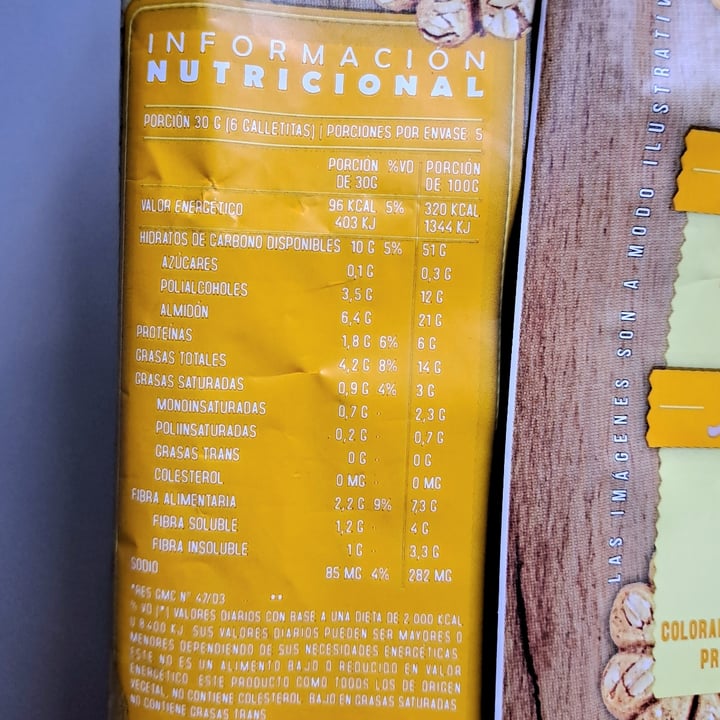 INFORMACIÓN
NUTRICIONAL
PORCIÓN 30 G (6 GALLETITAS) | PORCIONES POR ENVASE: 5
PORCIÓN DE 30G %VD PORCIÓN DE 100G
VALOR ENERGÉTICO 96 KCAL 5% 320 KCAL
403 KJ 1344 KJ
HIDRATOS DE CARBONO DISPONIBLES 10 G 5% 51 G
AZÚCARES 0,1 G 0,3 G
POLIALCOHOLES 3,5 G 12 G
ALMIDÓN 6,4 G 21 G
PROTEÍNAS 1,8 G 6% 6 G
GRASAS TOTALES 4,2 G 8% 14 G
GRASAS SATURADAS 0,9 G 4% 3 G
MONOINSATURADAS 0,7 G - 2,3 G
POLIINSATURADAS 0,2 G - 0,7 G
GRASAS TRANS 0 G - 0 G
COLESTEROL 0 MG - 0 MG
FIBRA ALIMENTARIA 2,2 G 9% 7,3 G
FIBRA SOLUBLE 1,2 G - 4 G
FIBRA INSOLUBLE 1 G - 3,3 G
SODIO 85 MG 4% 282 MG
*RES GMC N° 47/03 **
% VD (*) VALORES DIARIOS CON BASE A UNA DIETA DE 2.000 KCAL
U 8400 KJ. SUS VALORES DIARIOS PUEDEN SER MAYORES O
MENORES DEPENDIENDO DE SUS NECESIDADES ENERGÉTICAS.
ESTE NO ES UN ALIMENTO BAJO O REDUCIDO EN VALOR
ENERGÉTICO. ESTE PRODUCTO COMO TODOS LOS DE ORIGEN
VEGETAL, NO CONTIENE COLESTEROL. BAJO EN GRASAS SATURADAS
NO CONTIENE GRASAS TRANS
LAS IMÁGENES SON A MODO